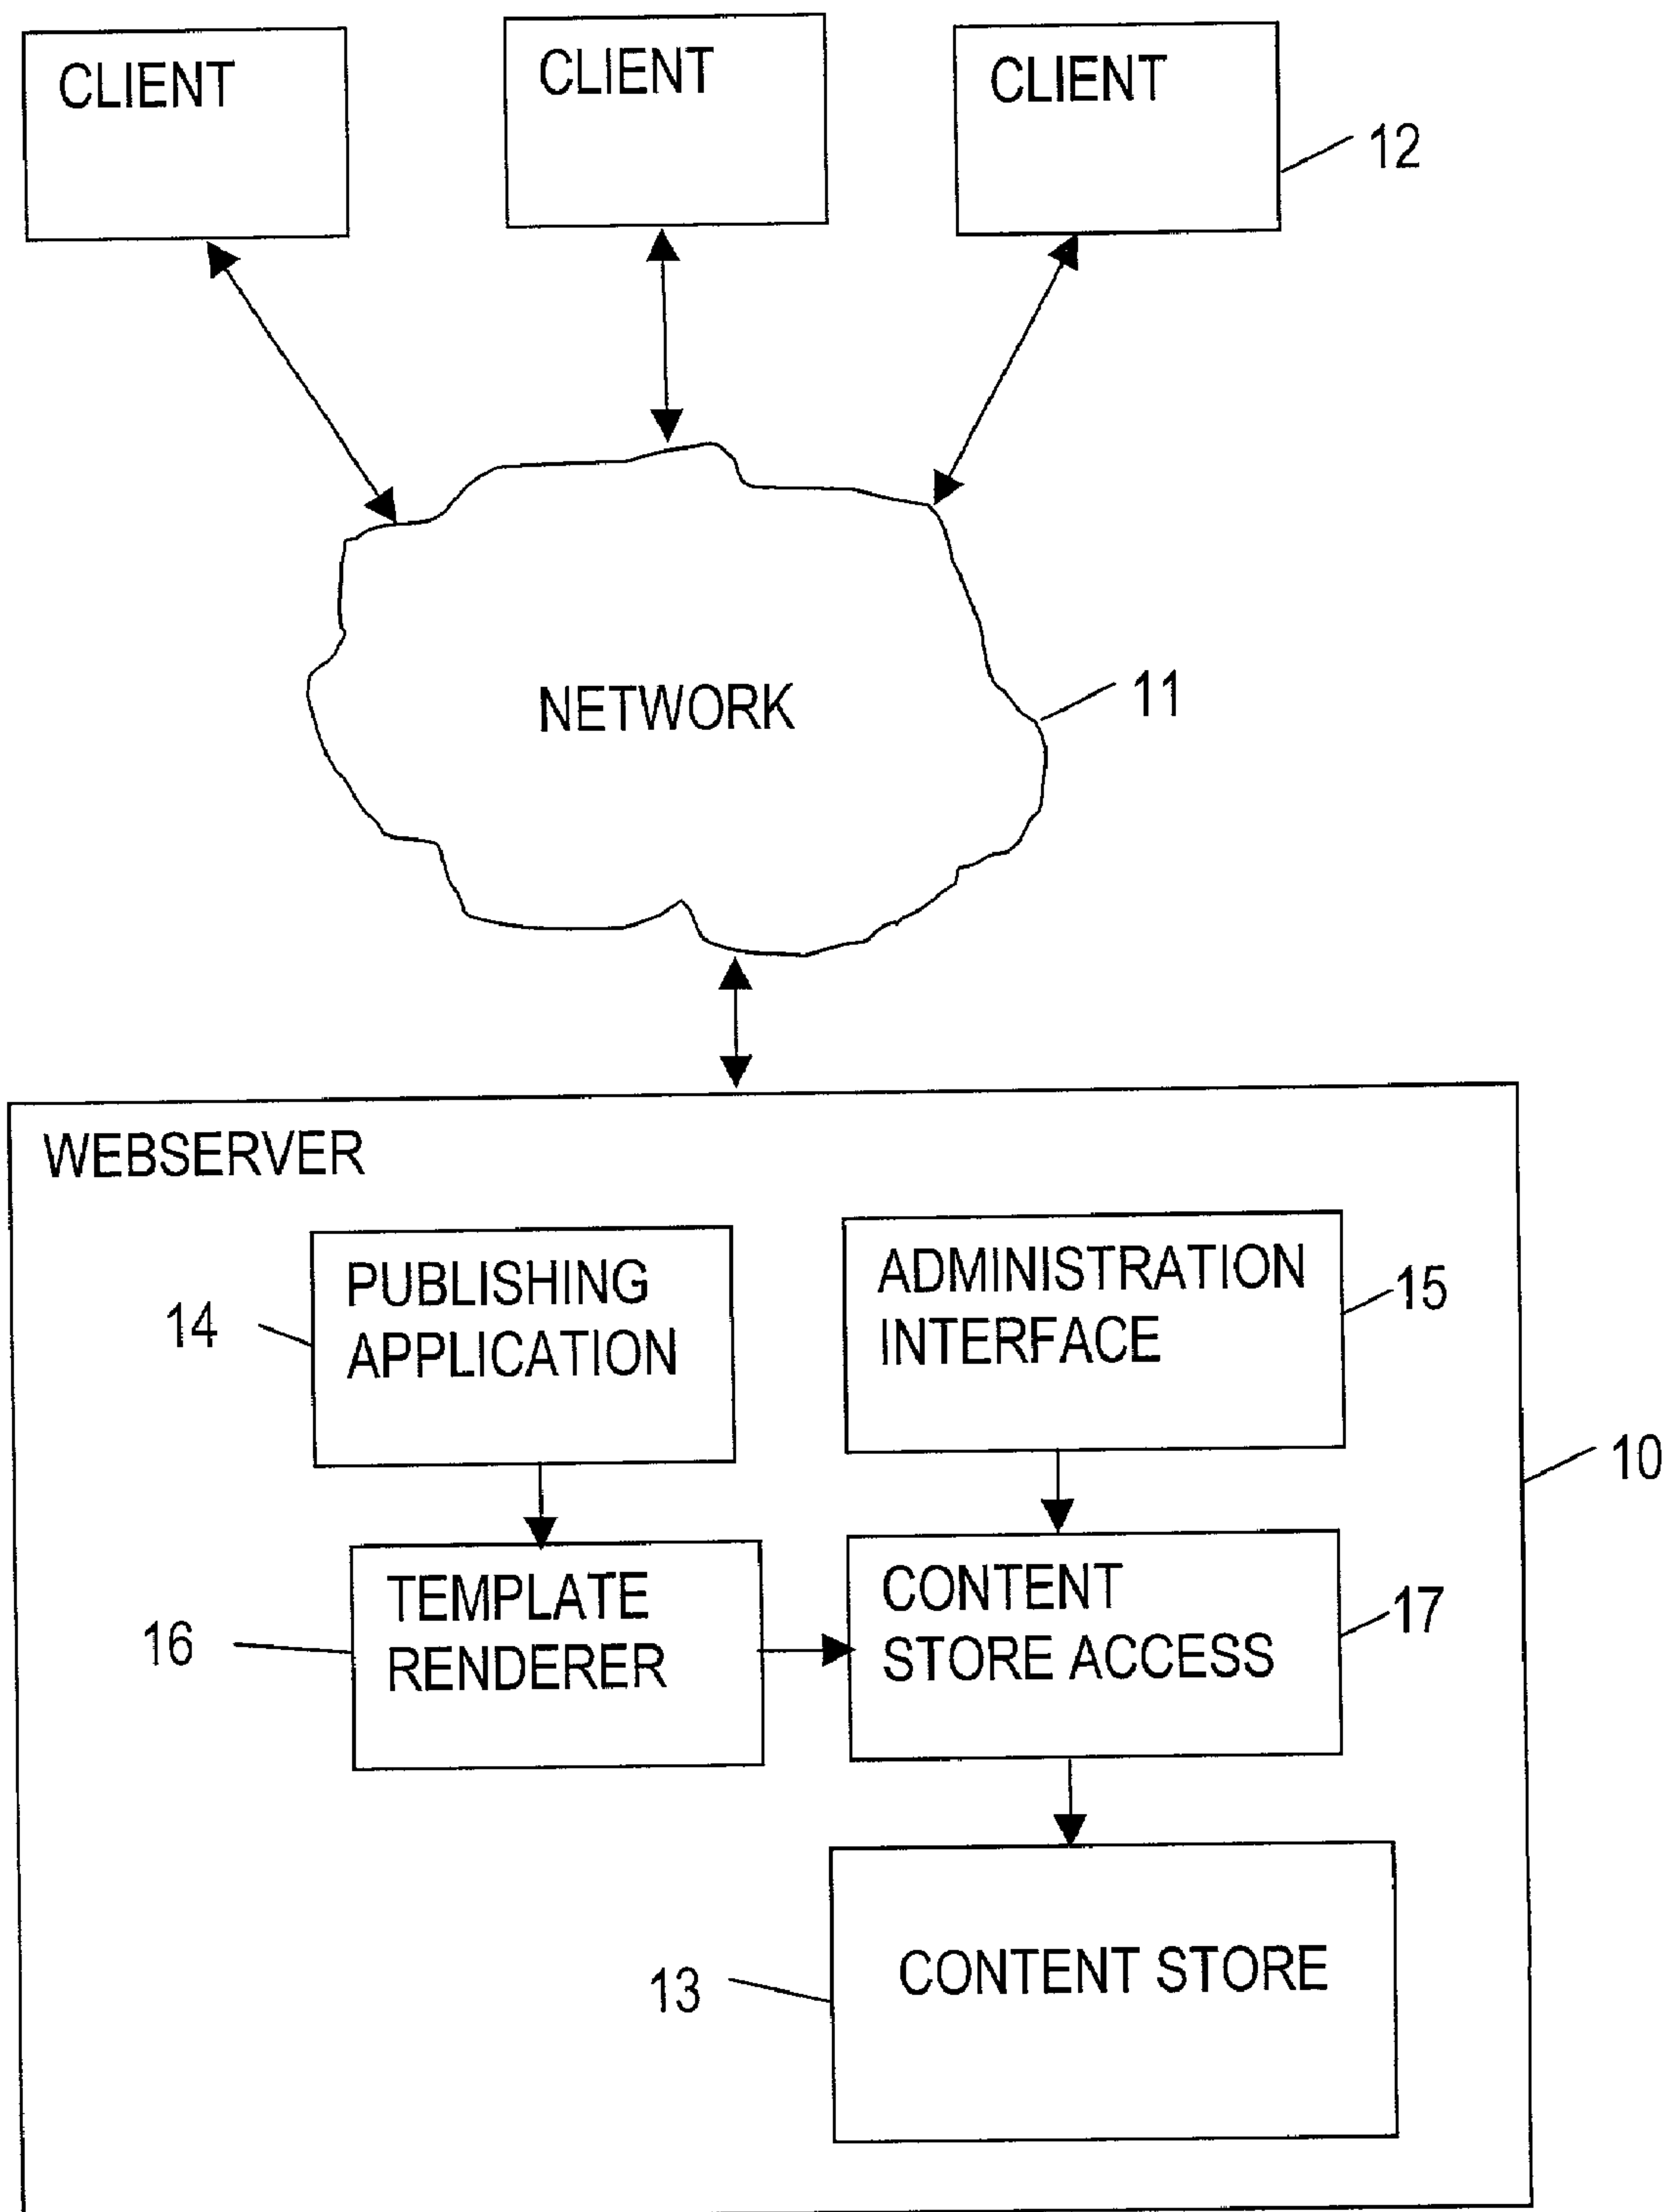 CLIENT
CLIENT
CLIENT
12
NETWORK
11
WEBSERVER
PUBLISHING
APPLICATION
14
ADMINISTRATION
INTERFACE
15
10
TEMPLATE
RENDERER
16
CONTENT
STORE ACCESS
17
CONTENT STORE
13